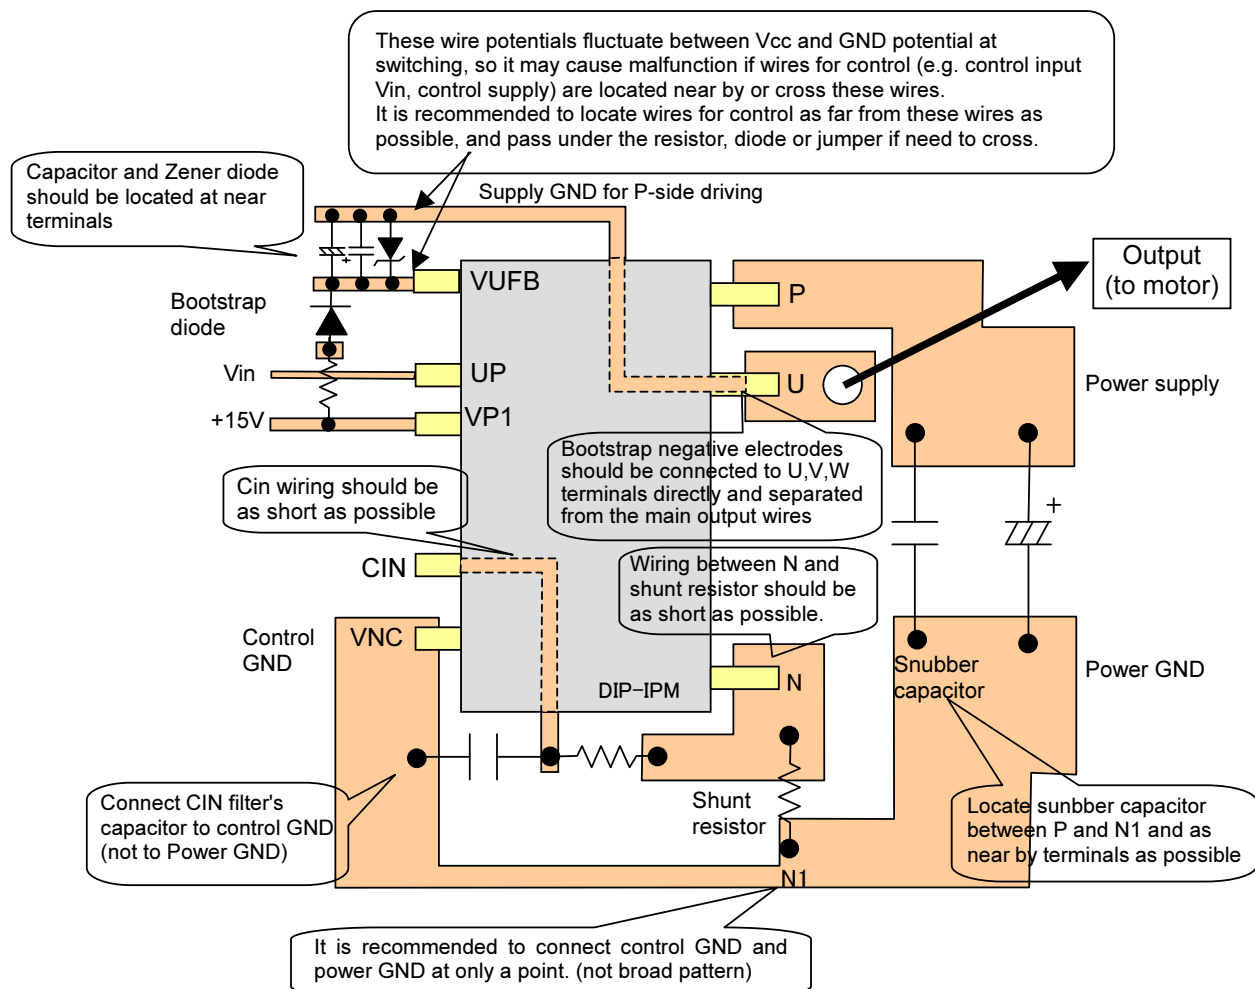 These wire potentials fluctuate between Vcc and GND potential at
switching, so it may cause malfunction if wires for control (e.g. control input
Vin, control supply) are located near by or cross these wires.
It is recommended to locate wires for control as far from these wires as
possible, and pass under the resistor, diode or jumper if need to cross.
Capacitor and Zener diode
should be located at near
terminals
Supply GND for P-side driving
Output
(to motor)
VUFB
P
Bootstrap
diode
Vin
UP
U
Power supply
+15V
VP1
Bootstrap negative electrodes
should be connected to U,V,W
terminals directly and separated
from the main output wires
Cin wiring should be
as short as possible
+
+
CIN
Wiring between N and
shunt resistor should be
as short as possible.
Control
GND
VNC
Snubber
capacitor
Power GND
DIP-IPM
N
Connect CIN filter's
capacitor to control GND
(not to Power GND)
Shunt
resistor
Locate sunbber capacitor
between P and N1 and as
near by terminals as possible
N1
It is recommended to connect control GND and
power GND at only a point. (not broad pattern)